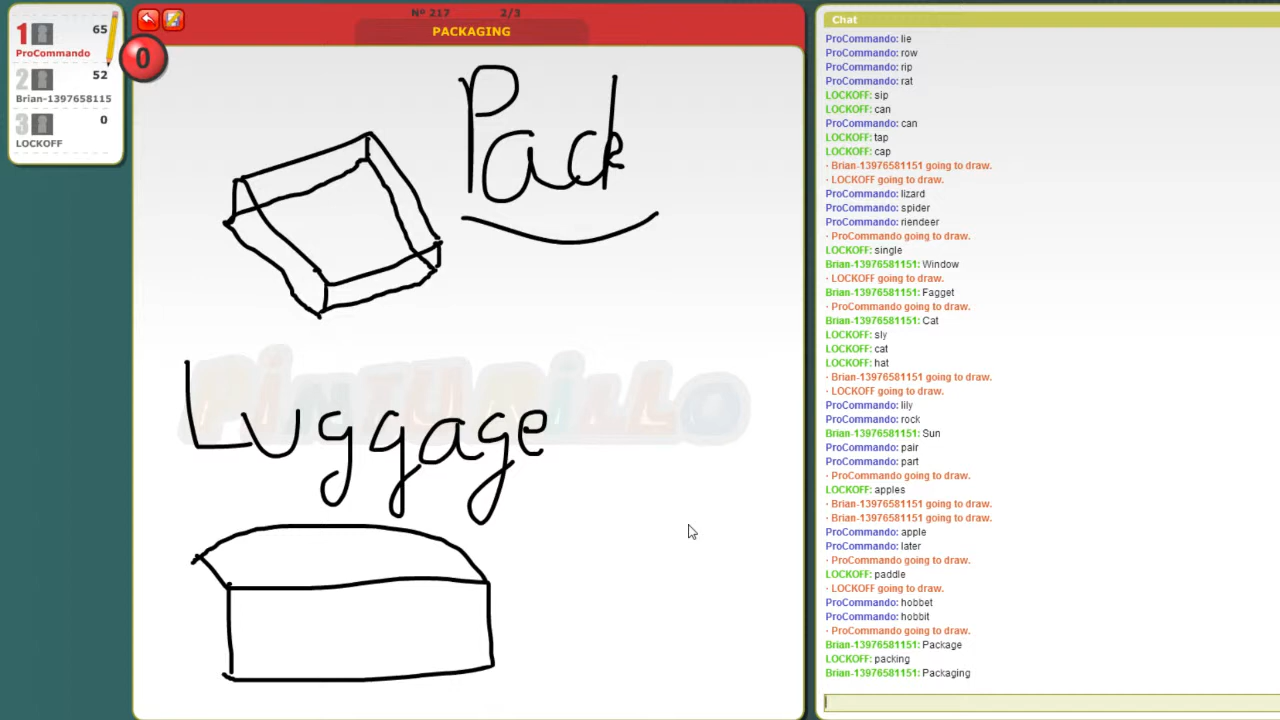 Nº 217 2/3
PACKAGING
1 65
ProCommando
2 52
Brian-1397658115
3 0
LOCKOFF
0
Pack
Luggage
PINTURILLO
Chat
ProCommando: lie
ProCommando: row
ProCommando: rip
ProCommando: rat
LOCKOFF: sip
LOCKOFF: can
ProCommando: can
LOCKOFF: tap
LOCKOFF: cap
· Brian-13976581151 going to draw.
· LOCKOFF going to draw.
ProCommando: lizard
ProCommando: spider
ProCommando: riendeer
· ProCommando going to draw.
LOCKOFF: single
Brian-13976581151: Window
· LOCKOFF going to draw.
Brian-13976581151: Fagget
· ProCommando going to draw.
Brian-13976581151: Cat
LOCKOFF: sly
LOCKOFF: cat
LOCKOFF: hat
· Brian-13976581151 going to draw.
· LOCKOFF going to draw.
ProCommando: lily
ProCommando: rock
Brian-13976581151: Sun
ProCommando: pair
ProCommando: part
· ProCommando going to draw.
LOCKOFF: apples
· Brian-13976581151 going to draw.
· Brian-13976581151 going to draw.
ProCommando: apple
ProCommando: later
· ProCommando going to draw.
LOCKOFF: paddle
· LOCKOFF going to draw.
ProCommando: hobbet
ProCommando: hobbit
· ProCommando going to draw.
Brian-13976581151: Package
LOCKOFF: packing
Brian-13976581151: Packaging